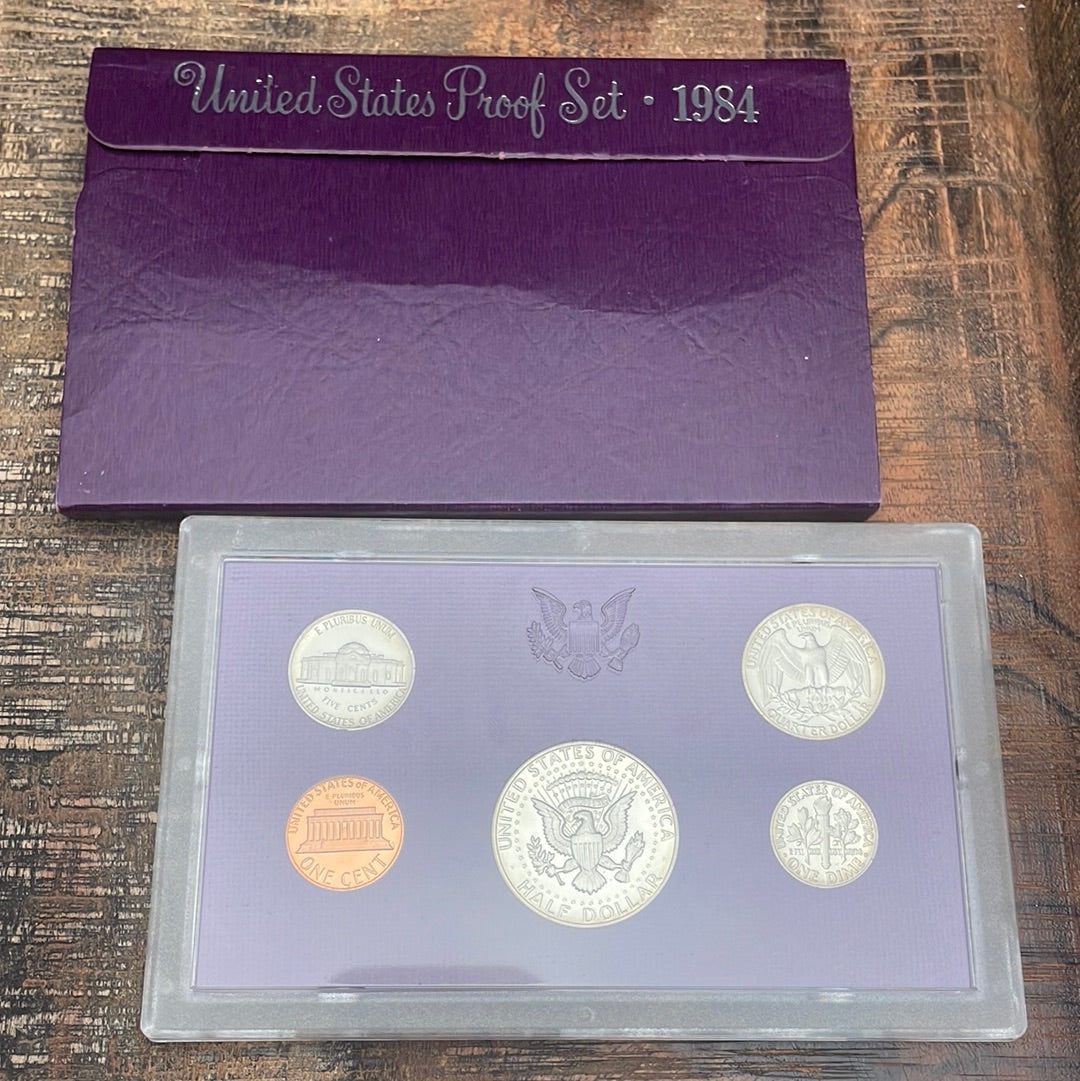 United States Proof Set · 1984
E PLURIBUS UNUM
MONTICELLO
FIVE CENTS
UNITED STATES OF AMERICA
UNITED STATES OF AMERICA
E PLURIBUS
UNUM
QUARTER DOLLAR
UNITED STATES OF AMERICA
E PLURIBUS
UNUM
ONE CENT
UNITED STATES OF AMERICA
HALF DOLLAR
UNITED STATES OF AMERICA
ONE DIME